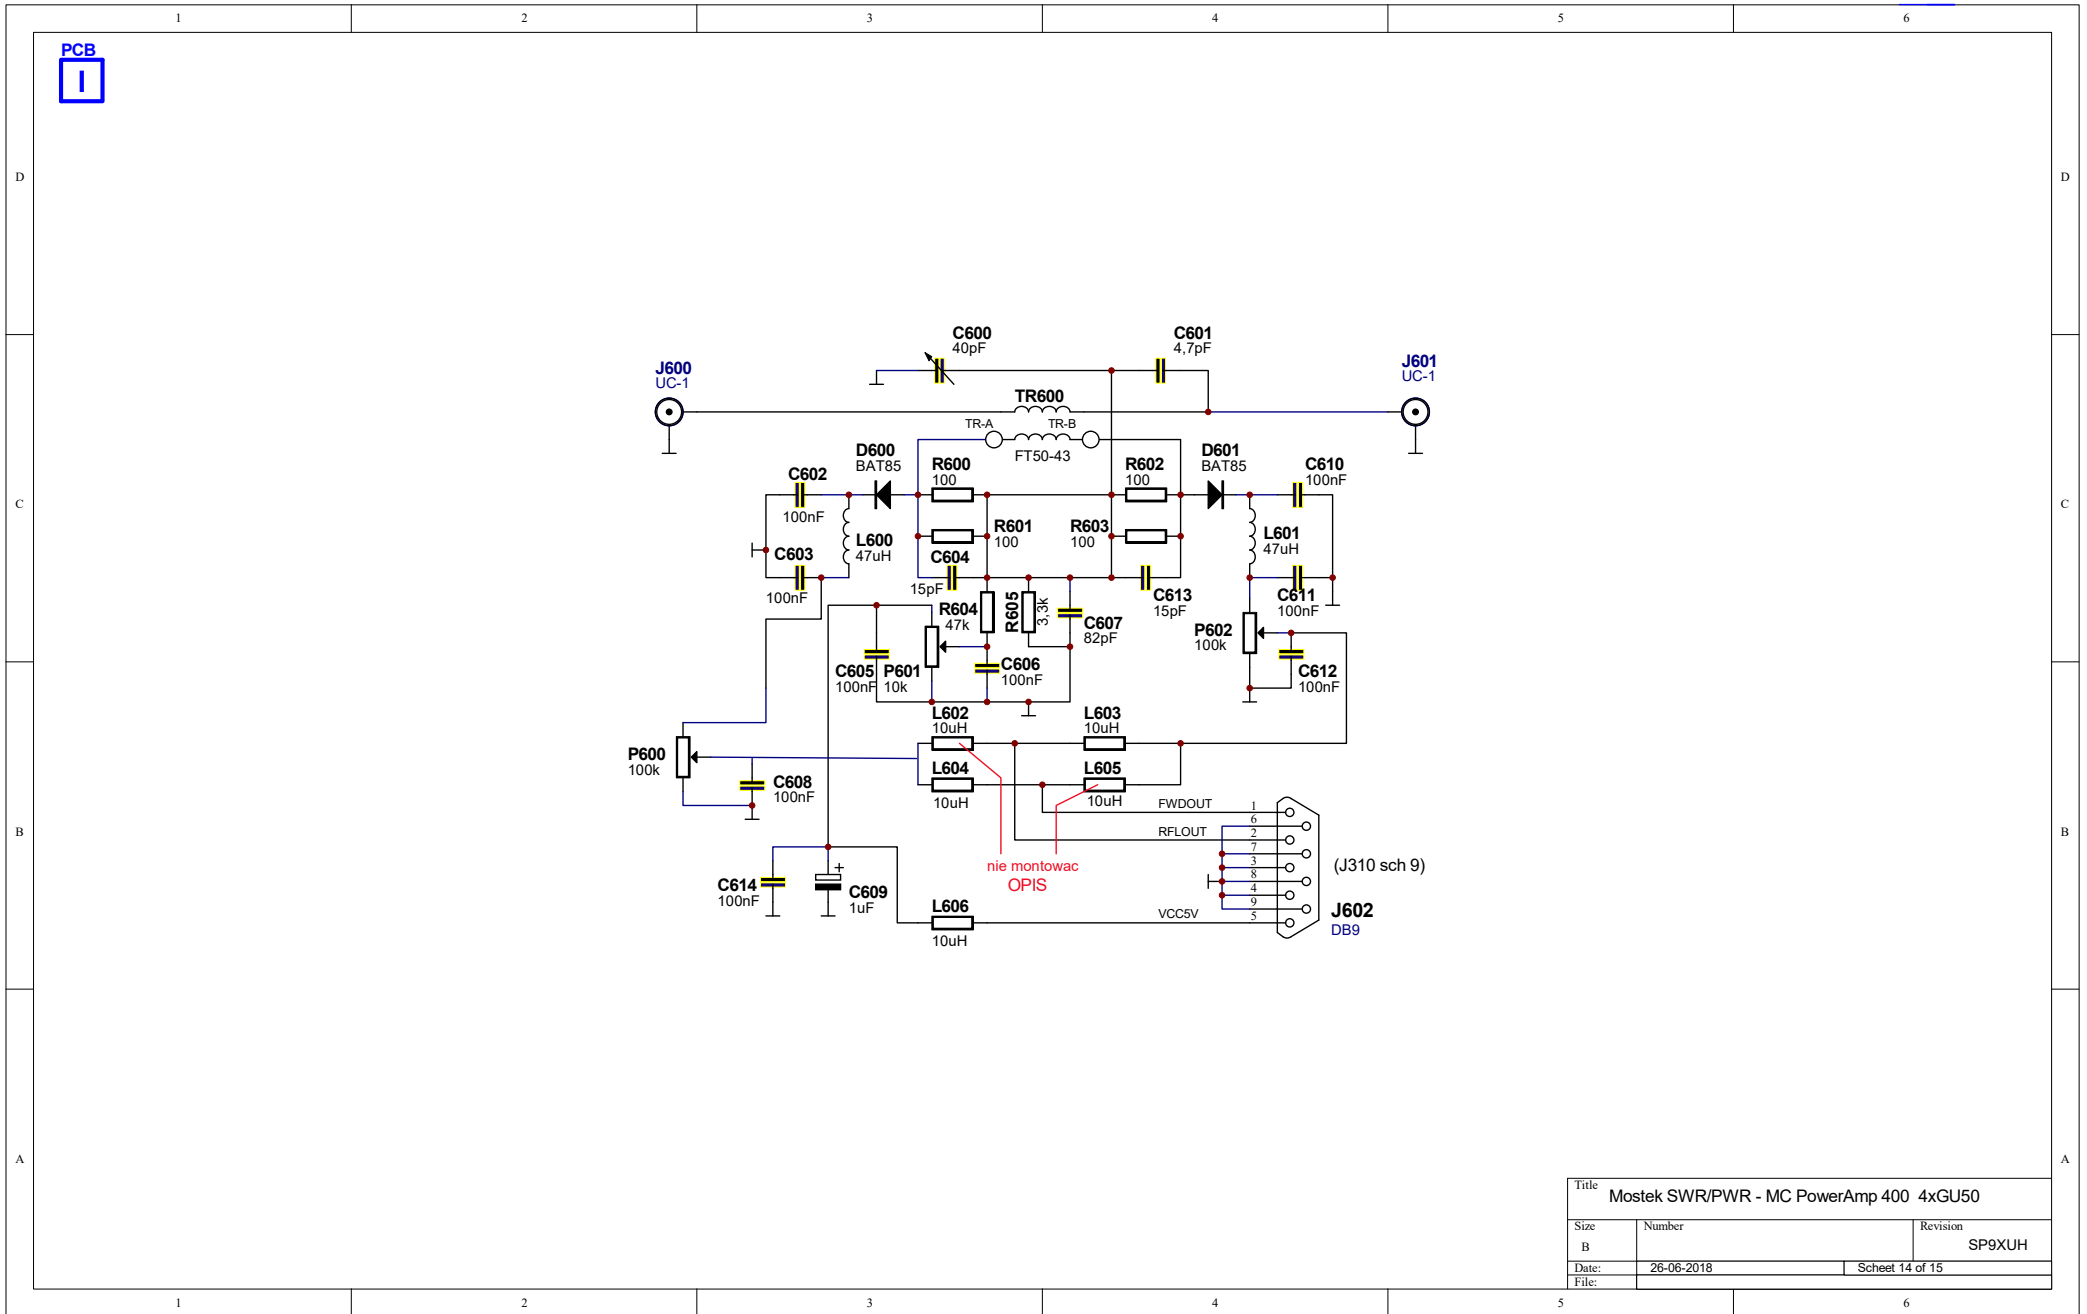 1 2 3 4 5 6
PCB
I
D D
C600
40pF
C601
4,7pF
J600
UC-1
J601
UC-1
TR600
TR-A TR-B
FT50-43
D600
BAT85
R600
100
R602
100
D601
BAT85
C610
100nF
C602
100nF
C C
R601
100
R603
100
L600
47uH
L601
47uH
C603
100nF
C604
15pF
C613
15pF
C611
100nF
R604
47k
R605
3,3k
C607
82pF
P602
100k
C605
100nF
P601
10k
C606
100nF
C612
100nF
L602
10uH
L603
10uH
P600
100k
C608
100nF
L604
10uH
L605
10uH
FWDOUT 1
6
RFLOUT 2
7
3
8
4
9
VCC5V 5
B B
nie montowac
OPIS
(J310 sch 9)
C614
100nF
+
C609
1uF
L606
10uH
J602
DB9
A A
Title
Mostek SWR/PWR - MC PowerAmp 400 4xGU50
Size Number Revision
B SP9XUH
Date: 26-06-2018 Scheet 14 of 15
File:
1 2 3 4 5 6